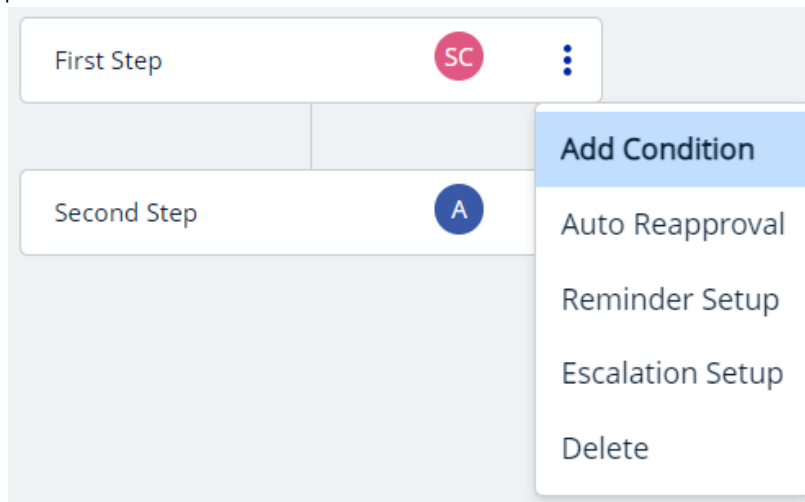 First Step SC
Add Condition
Second Step A
Auto Reapproval
Reminder Setup
Escalation Setup
Delete